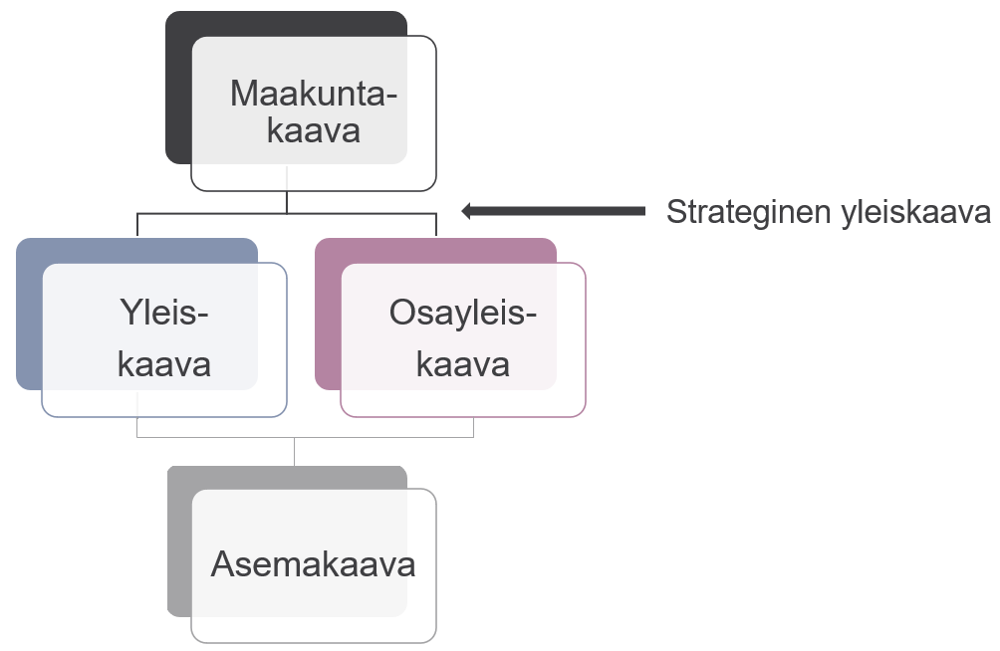 Maakunta-
kaava
Strateginen yleiskaava
Yleis-
kaava
Osayleis-
kaava
Asemakaava